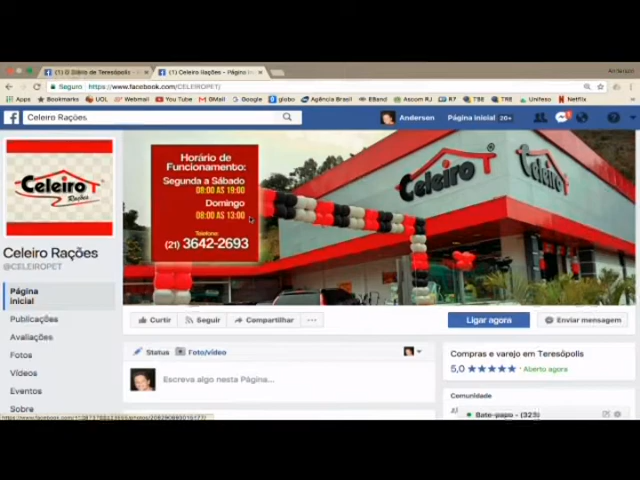 (1) O Diário de Teresópolis -
(1) Celeiro Rações - Página In
Anderson
Seguro https://www.facebook.com/CELEIROPET/
Apps Bookmarks UOL Webmail You Tube GMail Google globo Agência Brasil EBand Ascom RJ R7 TSE TRE Unifeso Netflix
Celeiro Rações
Andersen Página inicial 20+
Celeiro
Rações
Horário de
Funcionamento:
Segunda a Sábado
08:00 AS 19:00
Domingo
08:00 AS 13:00
Telefone:
(21) 3642-2693
Celeiro
Celeiro
Celeiro Rações
@CELEIROPET
Página
inicial
Publicações
Avaliações
Fotos
Vídeos
Eventos
Sobre
Curtir Seguir Compartilhar ...
Ligar agora
Enviar mensagem
Status Foto/vídeo
Escreva algo nesta Página...
Compras e varejo em Teresópolis
5,0 ★★★★★ · Aberto agora
Comunidade
Bate-papo - (323)